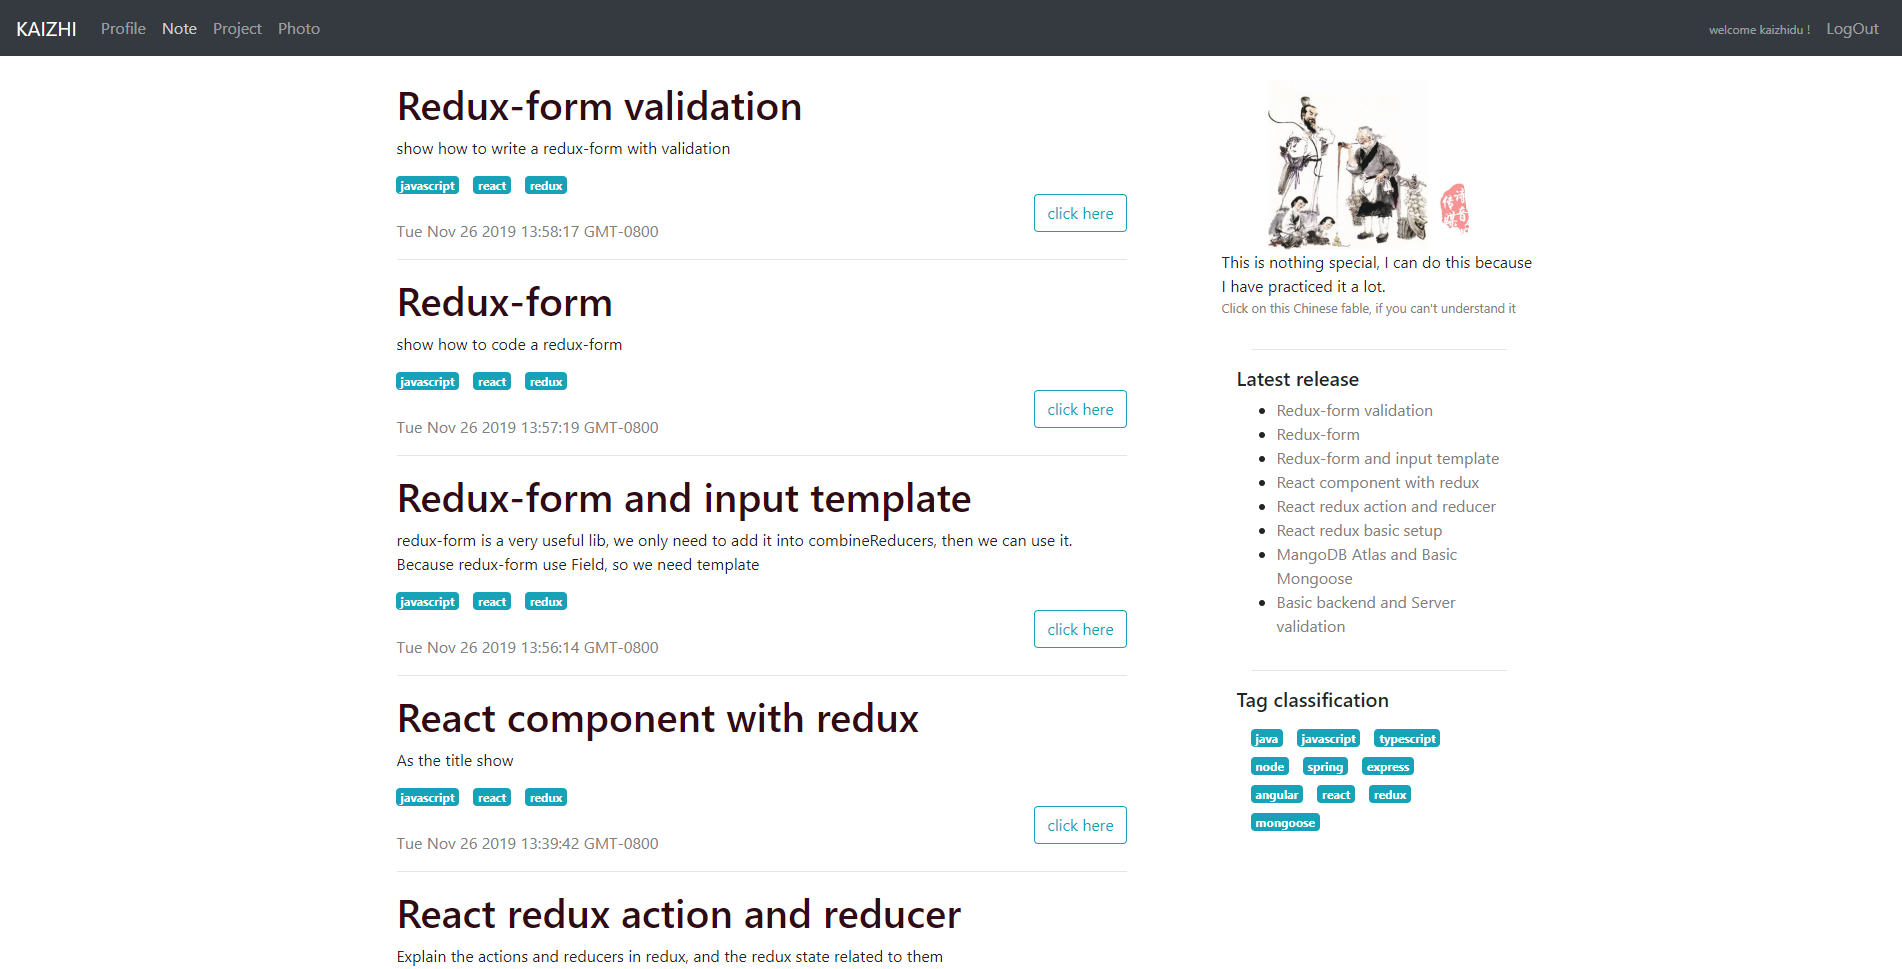 KAIZHI Profile Note Project Photo welcome kaizhidu ! LogOut
Redux-form validation
show how to write a redux-form with validation
javascript react redux
click here
Tue Nov 26 2019 13:58:17 GMT-0800
Redux-form
show how to code a redux-form
javascript react redux
click here
Tue Nov 26 2019 13:57:19 GMT-0800
Redux-form and input template
redux-form is a very useful lib, we only need to add it into combineReducers, then we can use it.
Because redux-form use Field, so we need template
javascript react redux
click here
Tue Nov 26 2019 13:56:14 GMT-0800
React component with redux
As the title show
javascript react redux
click here
Tue Nov 26 2019 13:39:42 GMT-0800
React redux action and reducer
Explain the actions and reducers in redux, and the redux state related to them
This is nothing special, I can do this because
I have practiced it a lot.
Click on this Chinese fable, if you can't understand it
Latest release
Redux-form validation
Redux-form
Redux-form and input template
React component with redux
React redux action and reducer
React redux basic setup
MangoDB Atlas and Basic
Mongoose
Basic backend and Server
validation
Tag classification
java javascript typescript
node spring express
angular react redux
mongoose